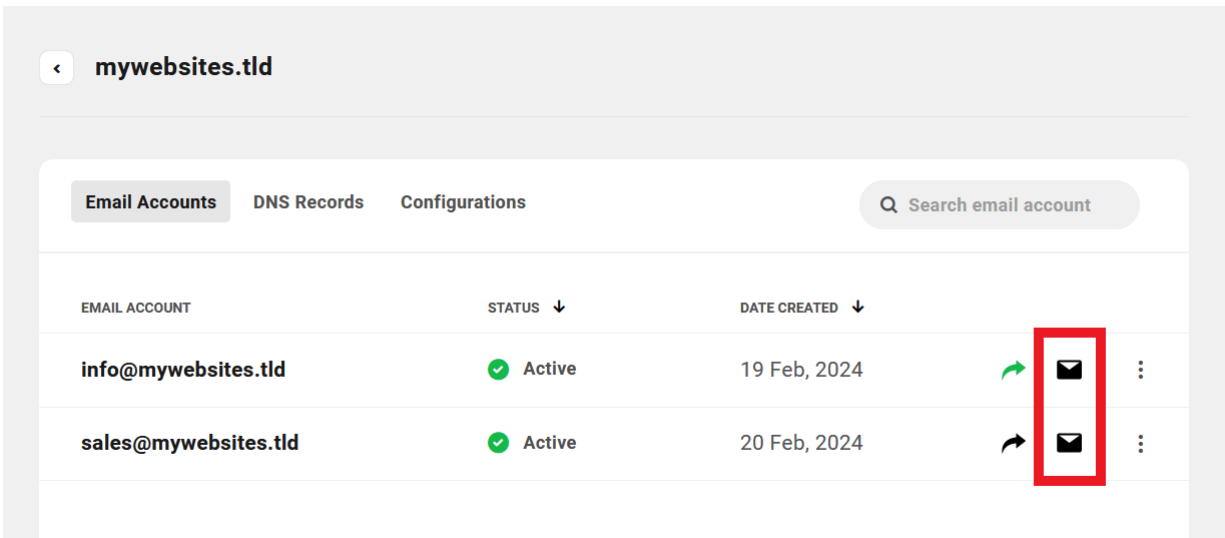 mywebsites.tld
Email Accounts DNS Records Configurations Search email account
EMAIL ACCOUNT STATUS DATE CREATED
info@mywebsites.tld Active 19 Feb, 2024
sales@mywebsites.tld Active 20 Feb, 2024